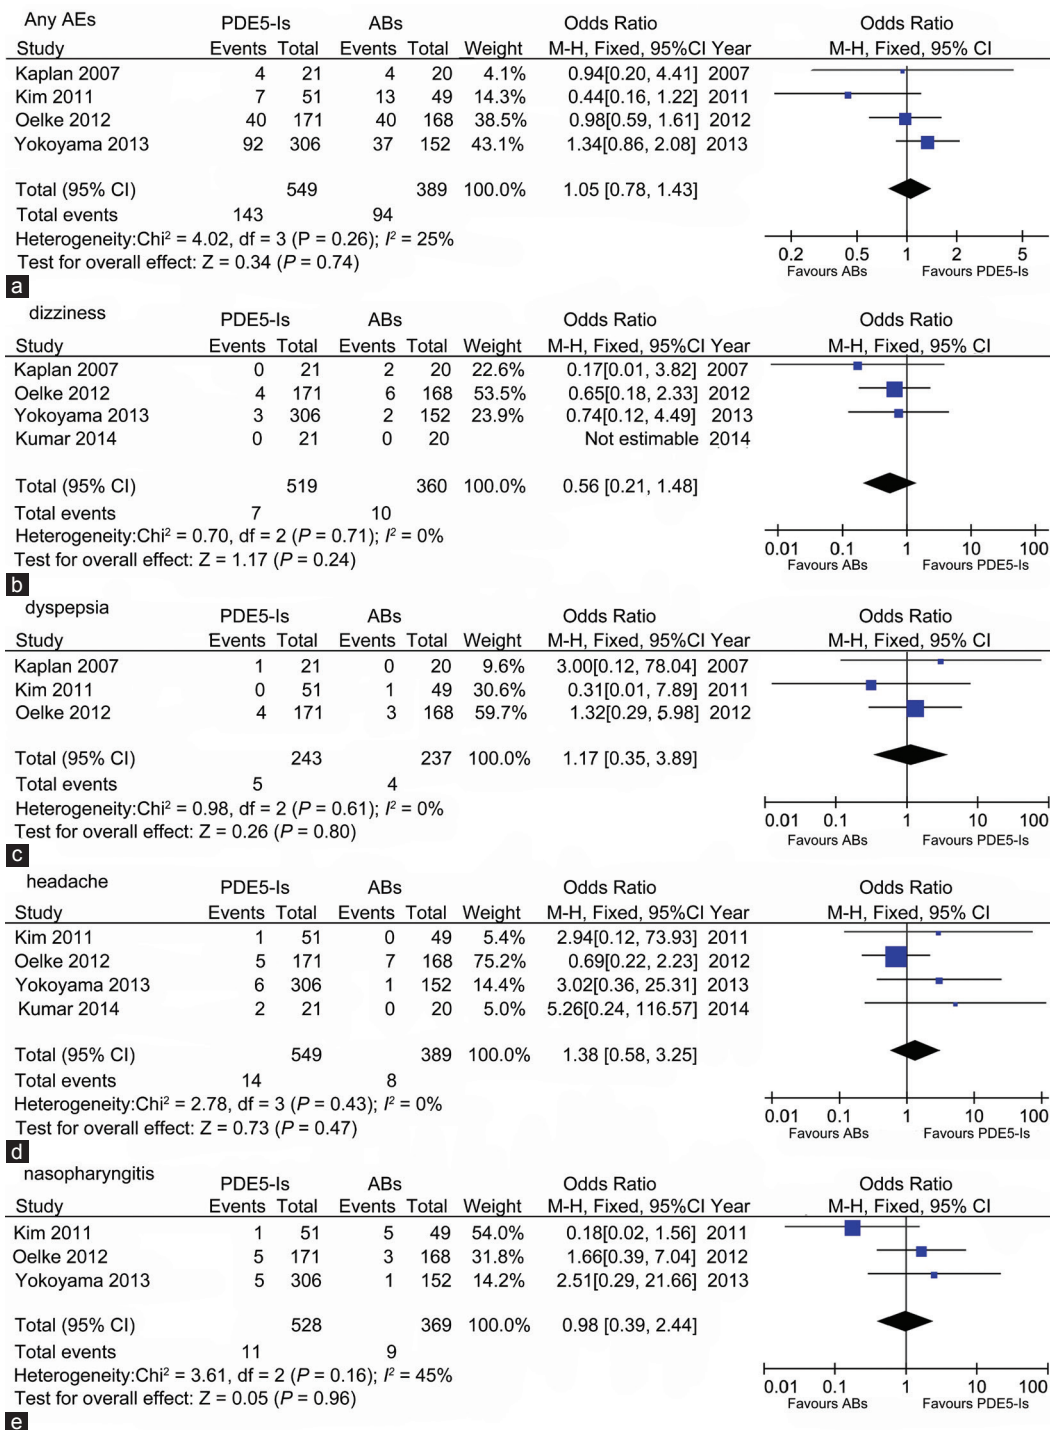 Any AEs PDE5-Is ABs Odds Ratio Odds Ratio
Study Events Total Events Total Weight M-H, Fixed, 95%CI Year M-H, Fixed, 95% CI
Kaplan 2007 4 21 4 20 4.1% 0.94[0.20, 4.41] 2007
Kim 2011 7 51 13 49 14.3% 0.44[0.16, 1.22] 2011
Oelke 2012 40 171 40 168 38.5% 0.98[0.59, 1.61] 2012
Yokoyama 2013 92 306 37 152 43.1% 1.34[0.86, 2.08] 2013
Total (95% CI) 549 389 100.0% 1.05 [0.78, 1.43]
Total events 143 94
Heterogeneity:Chi² = 4.02, df = 3 (P = 0.26); I² = 25%
Test for overall effect: Z = 0.34 (P = 0.74)
0.2 0.5 1 2 5
Favours ABs Favours PDE5-Is
a
dizziness PDE5-Is ABs Odds Ratio Odds Ratio
Study Events Total Events Total Weight M-H, Fixed, 95%CI Year M-H, Fixed, 95% CI
Kaplan 2007 0 21 2 20 22.6% 0.17[0.01, 3.82] 2007
Oelke 2012 4 171 6 168 53.5% 0.65[0.18, 2.33] 2012
Yokoyama 2013 3 306 2 152 23.9% 0.74[0.12, 4.49] 2013
Kumar 2014 0 21 0 20 Not estimable 2014
Total (95% CI) 519 360 100.0% 0.56 [0.21, 1.48]
Total events 7 10
Heterogeneity:Chi² = 0.70, df = 2 (P = 0.71); I² = 0%
Test for overall effect: Z = 1.17 (P = 0.24)
0.01 0.1 1 10 100
Favours ABs Favours PDE5-Is
b
dyspepsia PDE5-Is ABs Odds Ratio Odds Ratio
Study Events Total Events Total Weight M-H, Fixed, 95%CI Year M-H, Fixed, 95% CI
Kaplan 2007 1 21 0 20 9.6% 3.00[0.12, 78.04] 2007
Kim 2011 0 51 1 49 30.6% 0.31[0.01, 7.89] 2011
Oelke 2012 4 171 3 168 59.7% 1.32[0.29, 5.98] 2012
Total (95% CI) 243 237 100.0% 1.17 [0.35, 3.89]
Total events 5 4
Heterogeneity:Chi² = 0.98, df = 2 (P = 0.61); I² = 0%
Test for overall effect: Z = 0.26 (P = 0.80)
0.01 0.1 1 10 100
Favours ABs Favours PDE5-Is
c
headache PDE5-Is ABs Odds Ratio Odds Ratio
Study Events Total Events Total Weight M-H, Fixed, 95%CI Year M-H, Fixed, 95% CI
Kim 2011 1 51 0 49 5.4% 2.94[0.12, 73.93] 2011
Oelke 2012 5 171 7 168 75.2% 0.69[0.22, 2.23] 2012
Yokoyama 2013 6 306 1 152 14.4% 3.02[0.36, 25.31] 2013
Kumar 2014 2 21 0 20 5.0% 5.26[0.24, 116.57] 2014
Total (95% CI) 549 389 100.0% 1.38 [0.58, 3.25]
Total events 14 8
Heterogeneity:Chi² = 2.78, df = 3 (P = 0.43); I² = 0%
Test for overall effect: Z = 0.73 (P = 0.47)
0.01 0.1 1 10 100
Favours ABs Favours PDE5-Is
d
nasopharyngitis PDE5-Is ABs Odds Ratio Odds Ratio
Study Events Total Events Total Weight M-H, Fixed, 95%CI Year M-H, Fixed, 95% CI
Kim 2011 1 51 5 49 54.0% 0.18[0.02, 1.56] 2011
Oelke 2012 5 171 3 168 31.8% 1.66[0.39, 7.04] 2012
Yokoyama 2013 5 306 1 152 14.2% 2.51[0.29, 21.66] 2013
Total (95% CI) 528 369 100.0% 0.98 [0.39, 2.44]
Total events 11 9
Heterogeneity:Chi² = 3.61, df = 2 (P = 0.16); I² = 45%
Test for overall effect: Z = 0.05 (P = 0.96)
0.01 0.1 1 10 100
Favours ABs Favours PDE5-Is
e